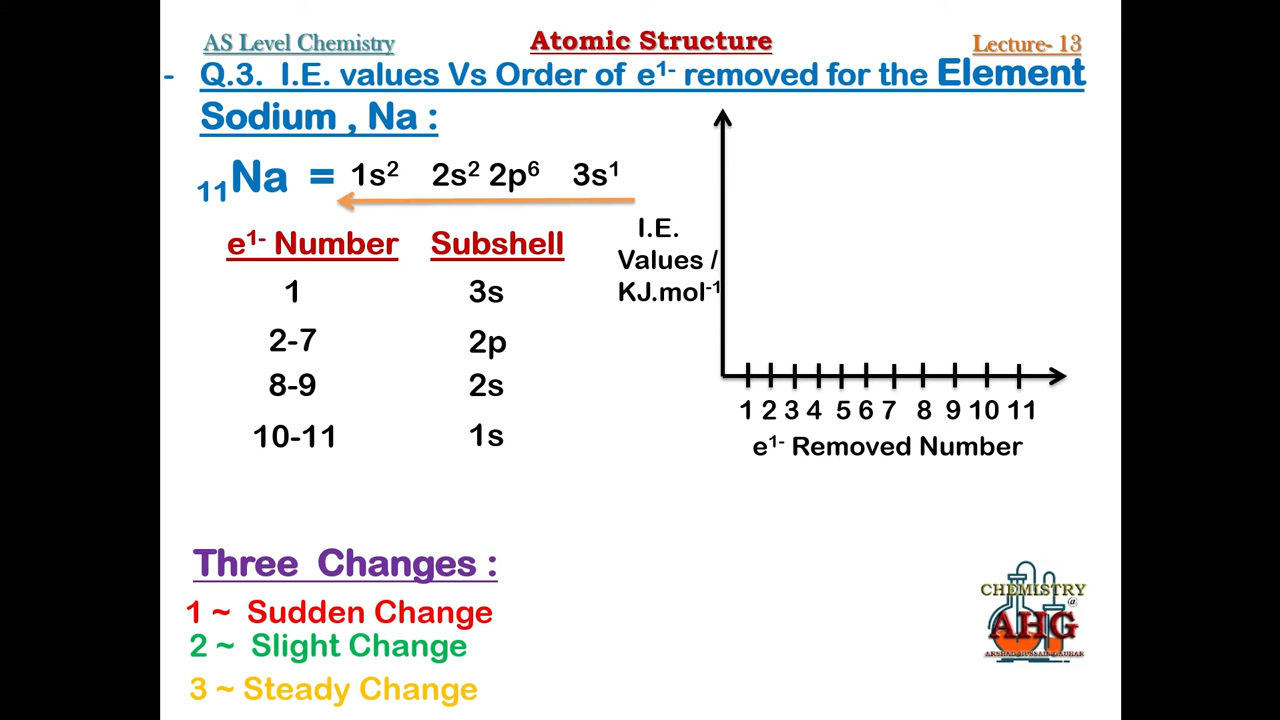 AS Level Chemistry
Atomic Structure
Lecture- 13
- Q.3. I.E. values Vs Order of e¹⁻ removed for the Element
Sodium , Na :
₁₁Na = 1s² 2s² 2p⁶ 3s¹
e¹⁻ Number Subshell
1 3s
2-7 2p
8-9 2s
10-11 1s
I.E.
Values /
KJ.mol⁻¹
1 2 3 4 5 6 7 8 9 10 11
e¹⁻ Removed Number
Three Changes :
1 ~ Sudden Change
2 ~ Slight Change
3 ~ Steady Change
CHEMISTRY
@
AHG